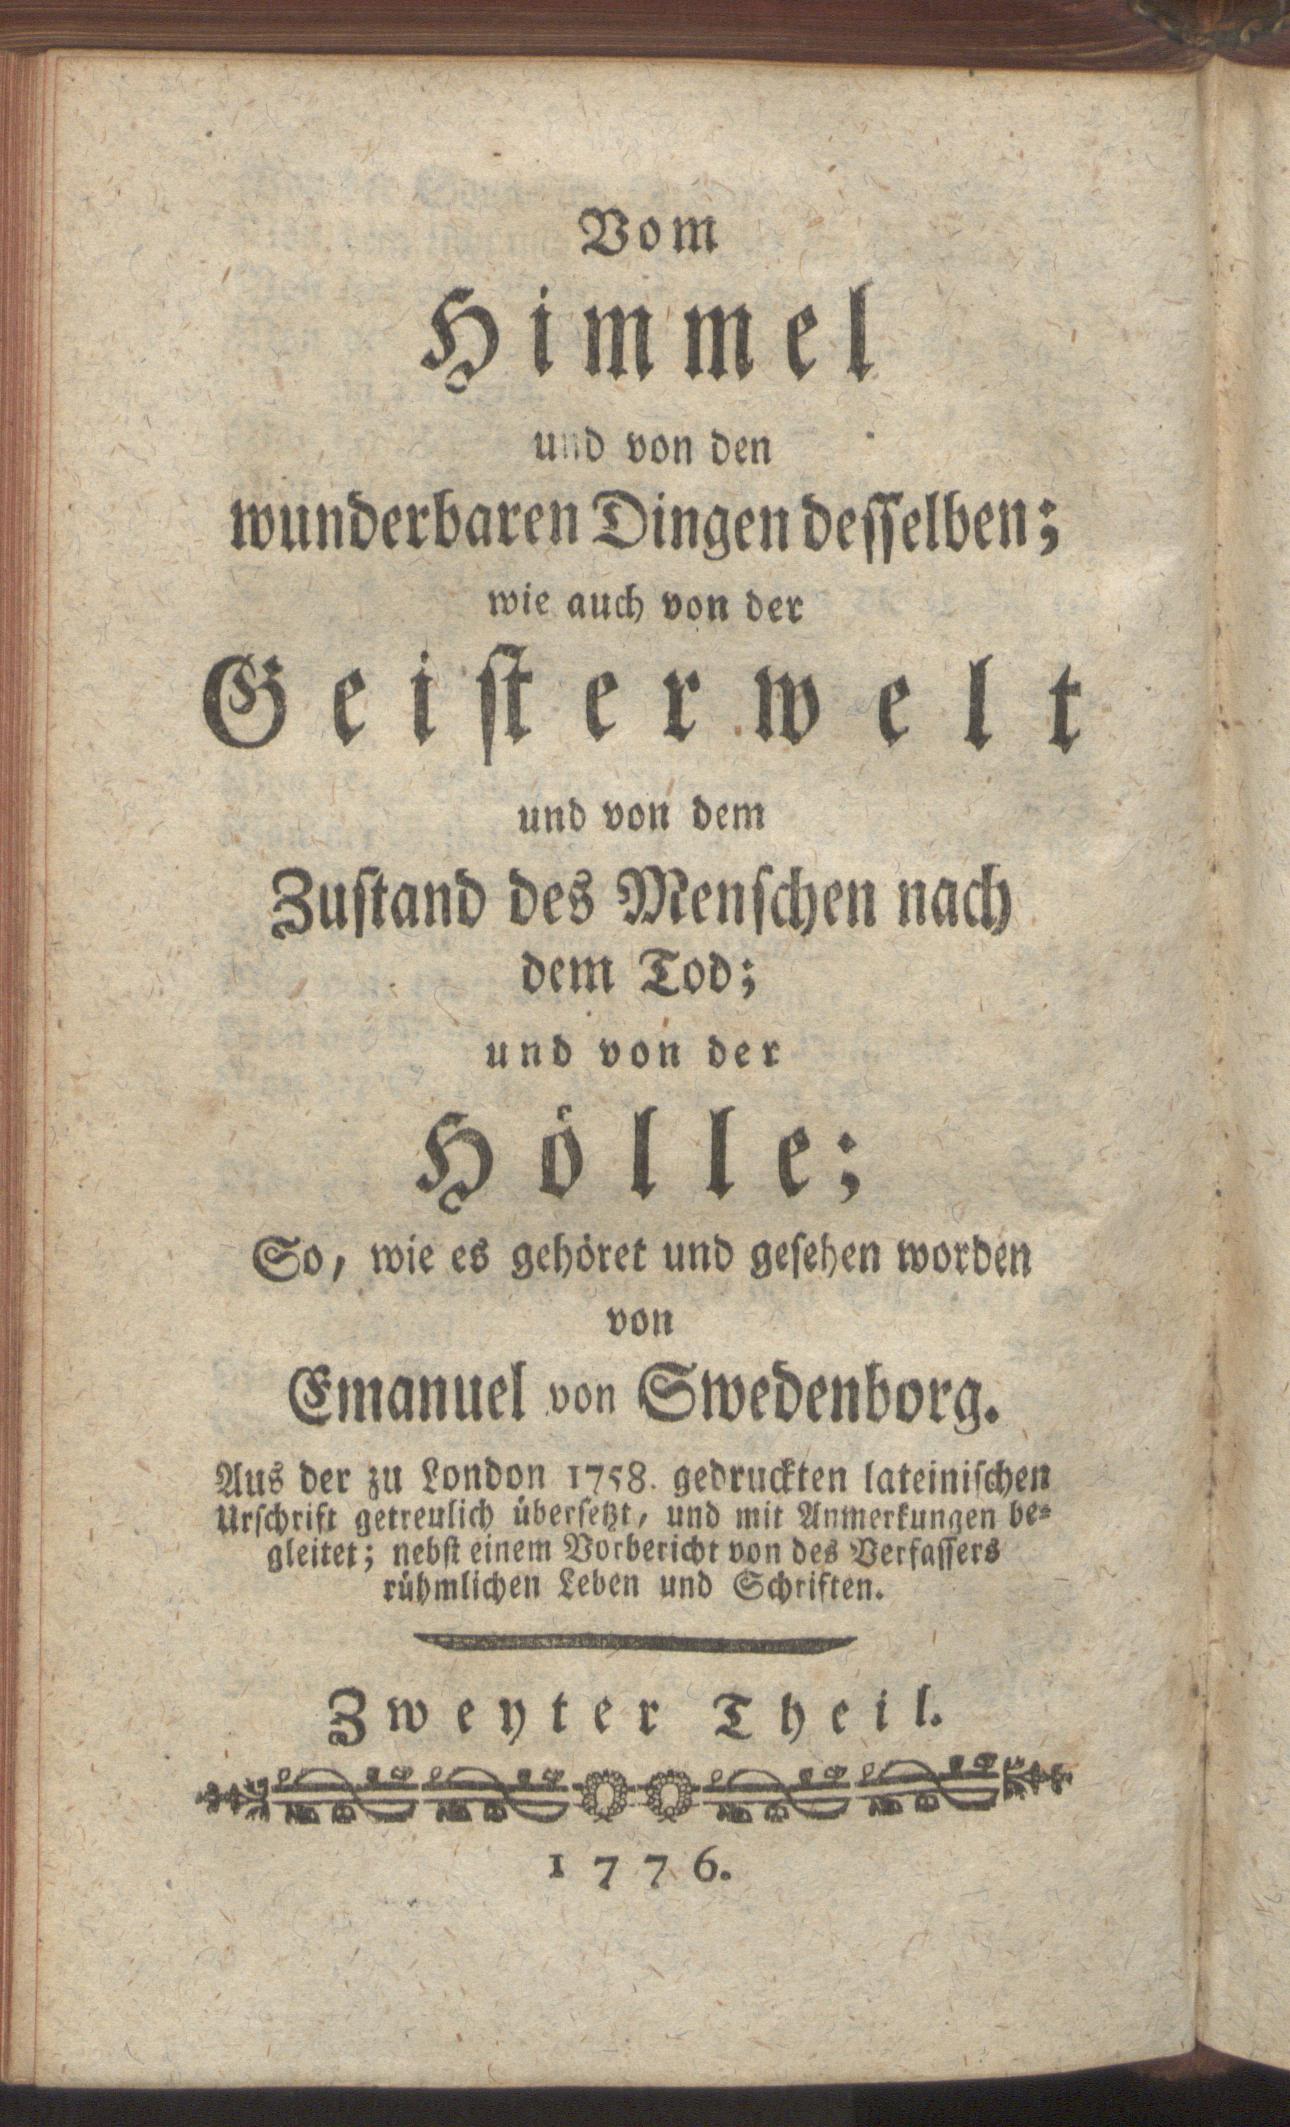 Vom
Himmel
und von den
wunderbaren Dingen desselben;
wie auch von der
Geisterwelt
und von dem
Zustand des Menschen nach
dem Tod;
und von der
Hölle;
So, wie es gehöret und gesehen worden
von
Emanuel von Swedenborg.
Aus der zu London 1758. gedruckten lateinischen
Urschrift getreulich übersetzt, und mit Anmerkungen be-
gleitet; nebst einem Vorbericht von des Verfassers
rühmlichen Leben und Schriften.
Zweyter Theil.
1776.